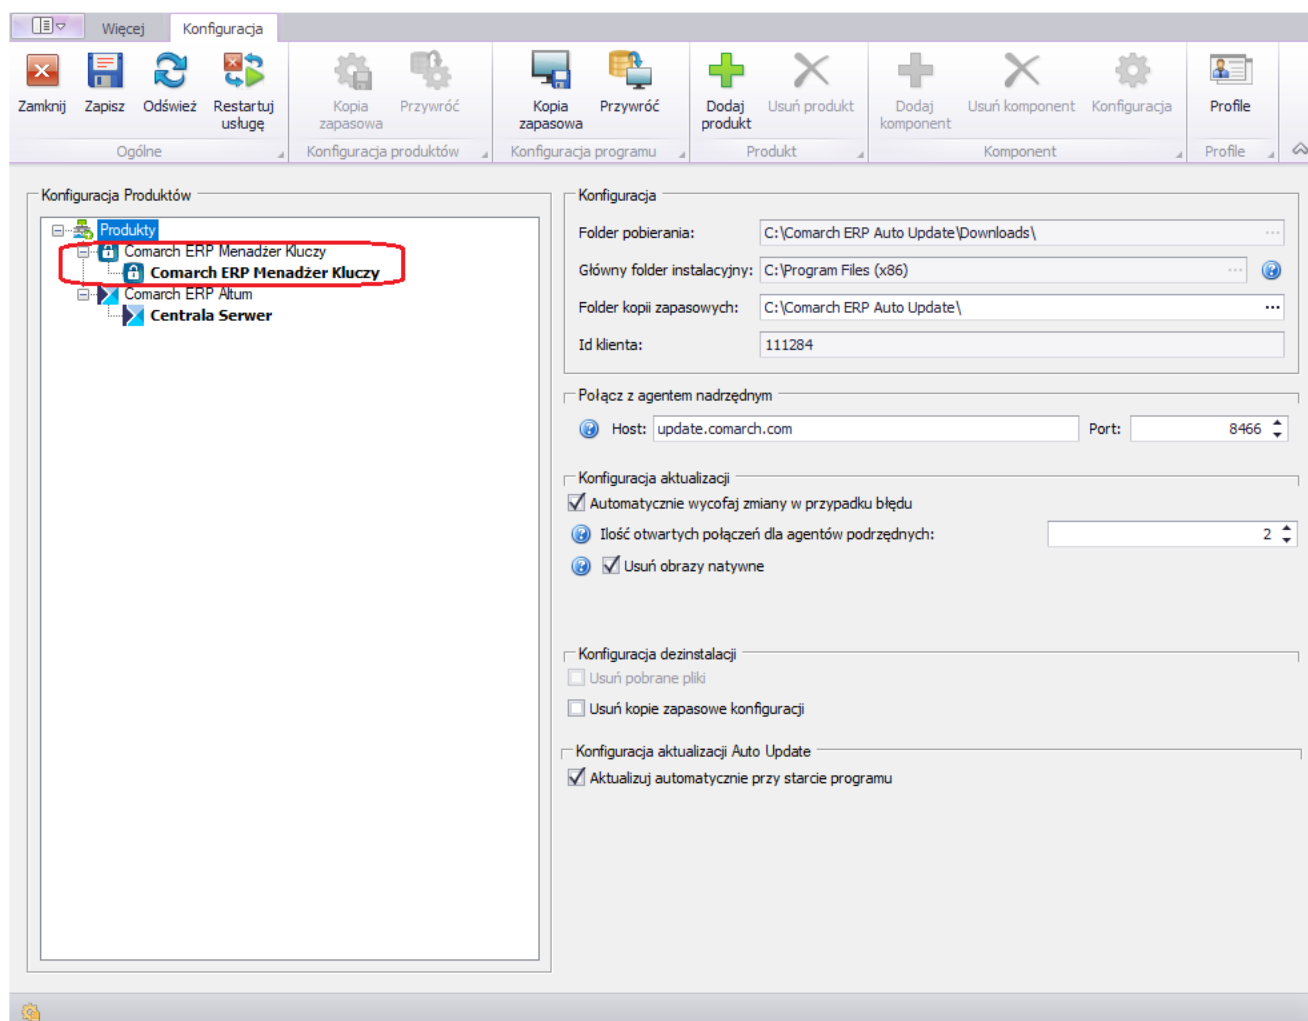 Więcej
Konfiguracja
Zamknij
Zapisz
Odśwież
Restartuj
usługę
Kopia
zapasowa
Przywróć
Kopia
zapasowa
Przywróć
Dodaj
produkt
Usuń produkt
Dodaj
komponent
Usuń komponent
Konfiguracja
Profile
Ogólne
Konfiguracja produktów
Konfiguracja programu
Produkt
Komponent
Profile
Konfiguracja Produktów
Produkty
Comarch ERP Menadżer Kluczy
Comarch ERP Menadżer Kluczy
Comarch ERP Altum
Centrala Serwer
Konfiguracja
Folder pobierania: C:\Comarch ERP Auto Update\Downloads\
Główny folder instalacyjny: C:\Program Files (x86)
Folder kopii zapasowych: C:\Comarch ERP Auto Update\
Id klienta: 111284
Połącz z agentem nadrzędnym
Host: update.comarch.com Port: 8466
Konfiguracja aktualizacji
Automatycznie wycofaj zmiany w przypadku błędu
Ilość otwartych połączeń dla agentów podrzędnych: 2
Usuń obrazy natywne
Konfiguracja dezinstalacji
Usuń pobrane pliki
Usuń kopie zapasowe konfiguracji
Konfiguracja aktualizacji Auto Update
Aktualizuj automatycznie przy starcie programu